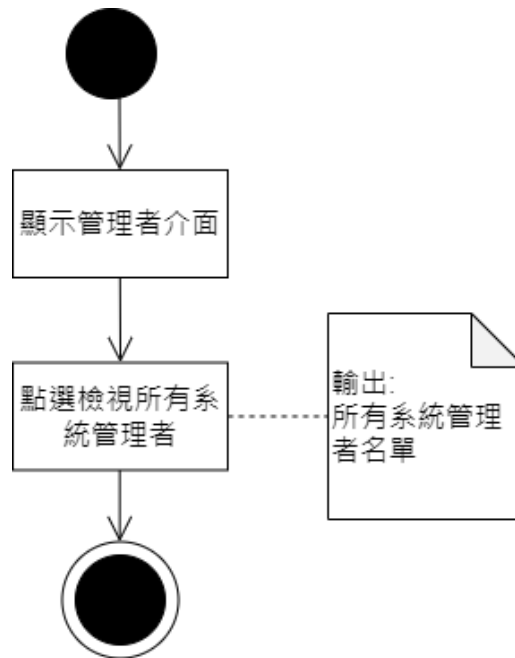 顯示管理者介面
點選檢視所有系
統管理者
輸出:
所有系統管理
者名單